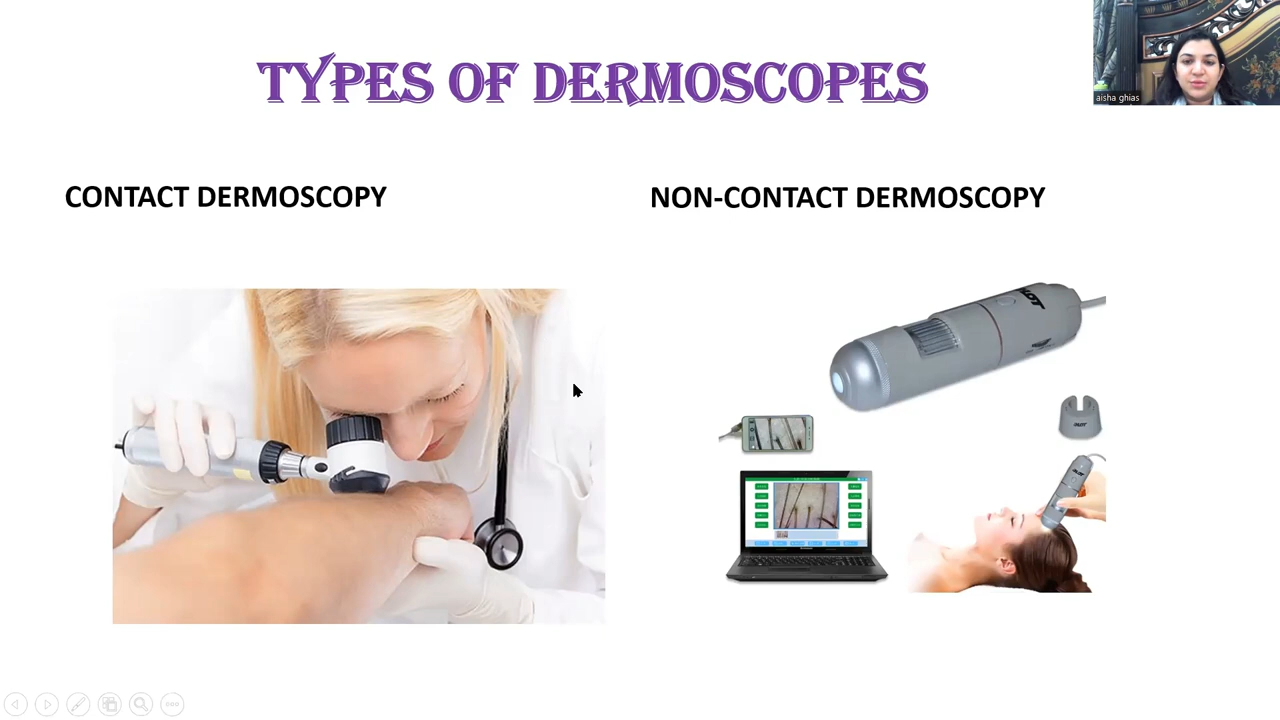 TYPES OF DERMOSCOPES
aisha ghias
CONTACT DERMOSCOPY
NON-CONTACT DERMOSCOPY